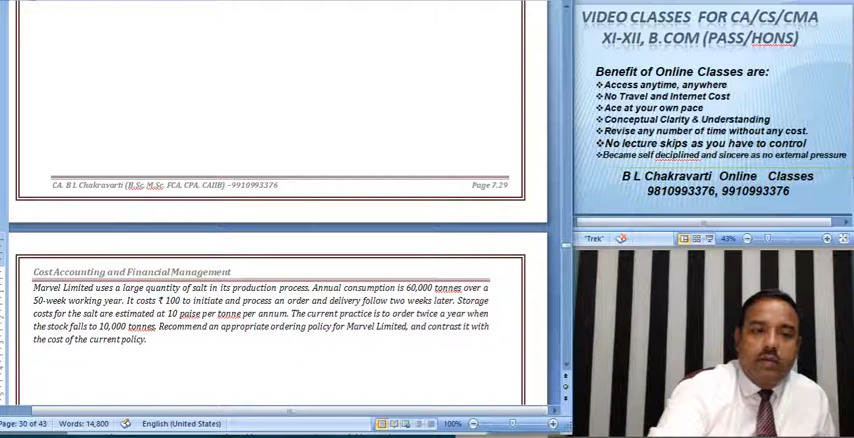 CA. B L Chakravarti (B.Sc. M.Sc. FCA, CPA, CAIIB) -9910993376 Page 7.29
Cost Accounting and Financial Management
Marvel Limited uses a large quantity of salt in its production process. Annual consumption is 60,000 tonnes over a
50-week working year. It costs ₹ 100 to initiate and process an order and delivery follow two weeks later. Storage
costs for the salt are estimated at 10 paise per tonne per annum. The current practice is to order twice a year when
the stock falls to 10,000 tonnes. Recommend an appropriate ordering policy for Marvel Limited, and contrast it with
the cost of the current policy.
Page: 30 of 43 Words: 14,800 English (United States) 100%
VIDEO CLASSES FOR CA/CS/CMA
XI-XII, B.COM (PASS/HONS)
Benefit of Online Classes are:
❖Access anytime, anywhere
❖No Travel and Internet Cost
❖Ace at your own pace
❖Conceptual Clarity & Understanding
❖Revise any number of time without any cost.
❖No lecture skips as you have to control
❖Became self deciplined and sincere as no external pressure
B L Chakravarti Online Classes
9810993376, 9910993376
"Trek" 43%